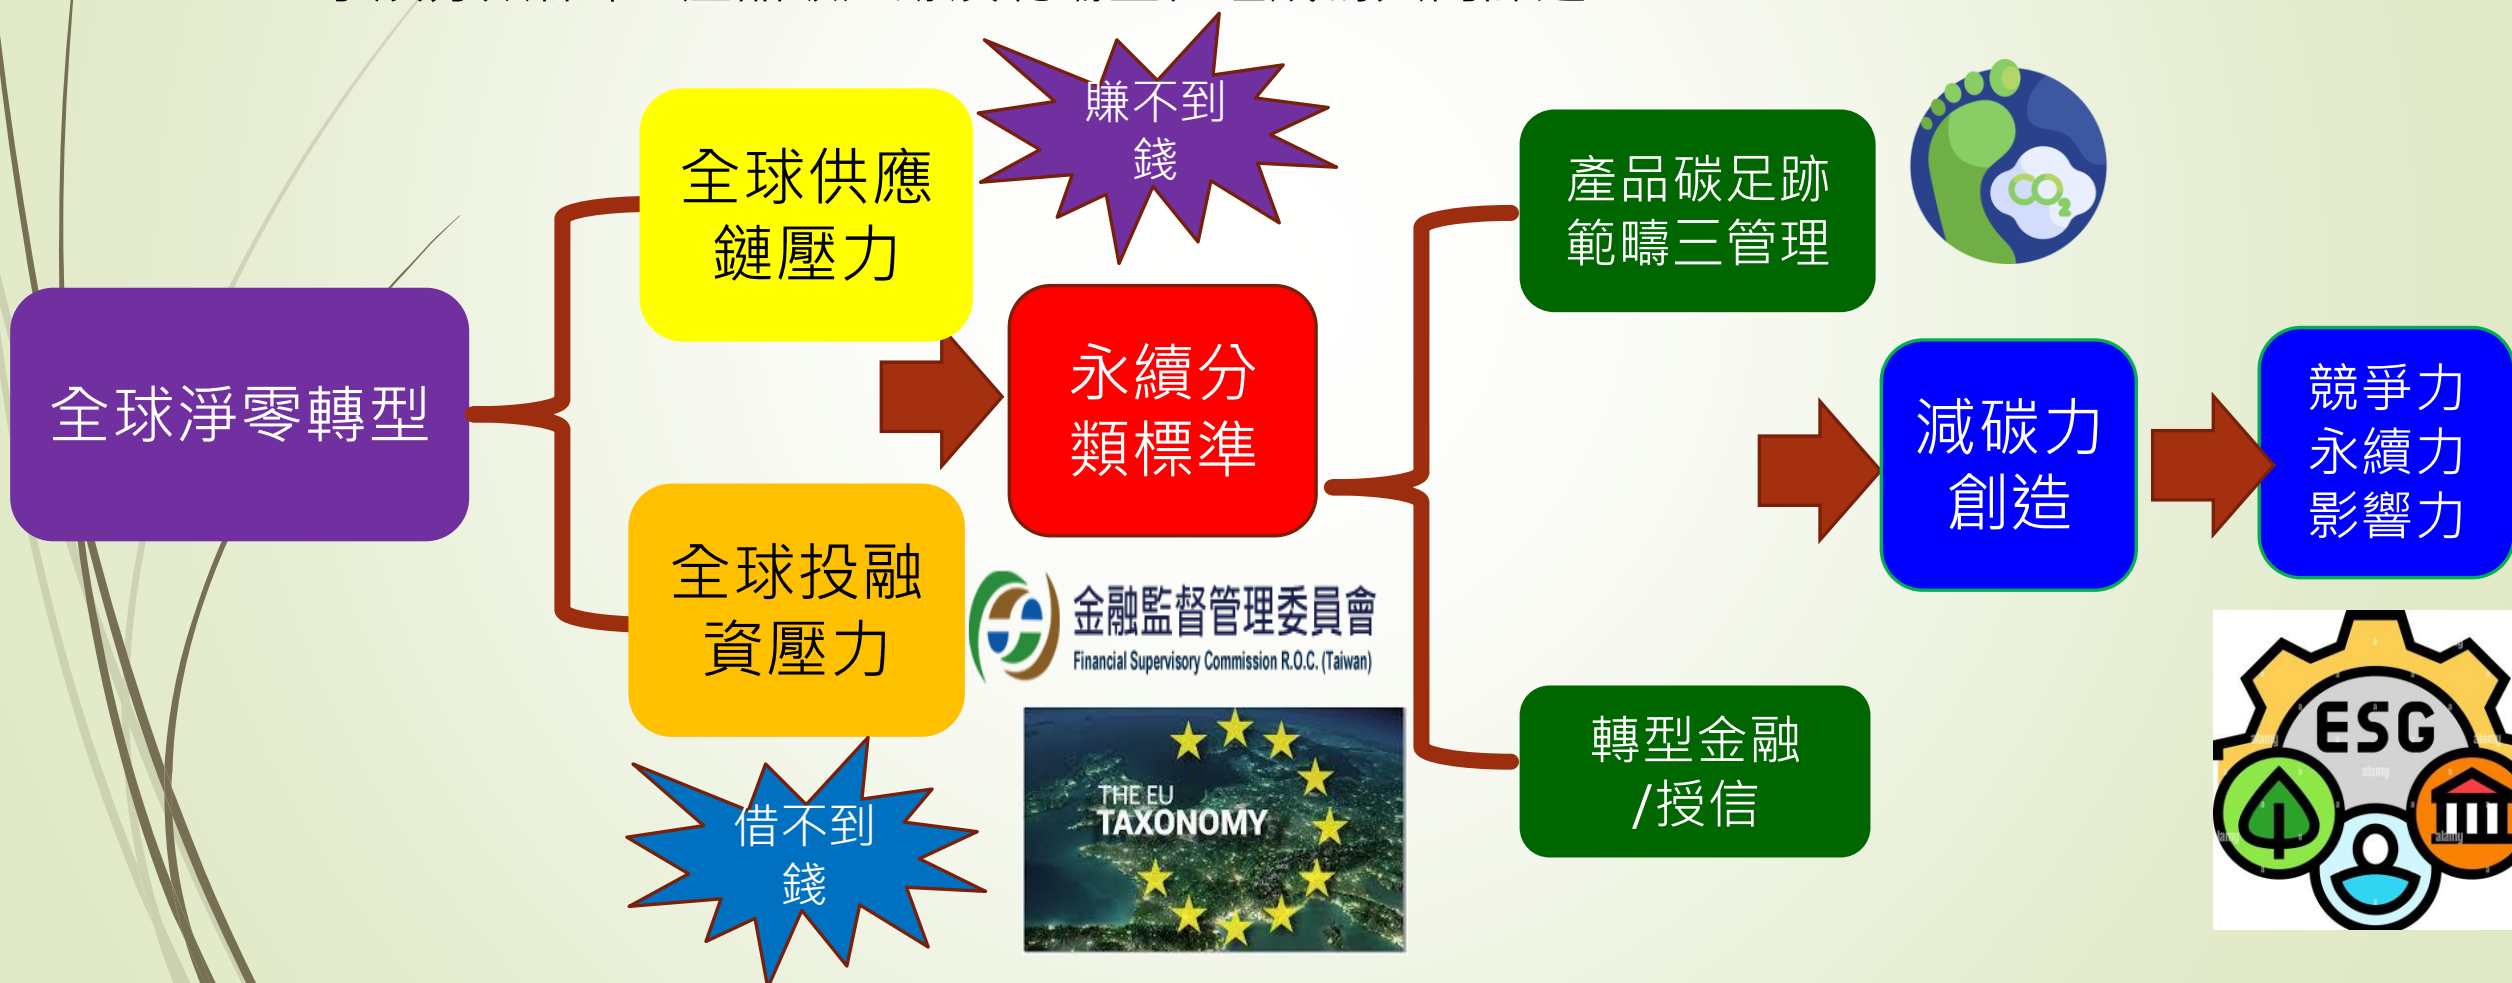 全球淨零轉型
全球供應
鏈壓力
賺不到
錢
全球投融
資壓力
借不到
錢
永續分
類標準
金融監督管理委員會
Financial Supervisory Commission R.O.C. (Taiwan)
THE EU
TAXONOMY
產品碳足跡
範疇三管理
CO2
轉型金融
/授信
減碳力
創造
競爭力
永續力
影響力
ESG
alamy